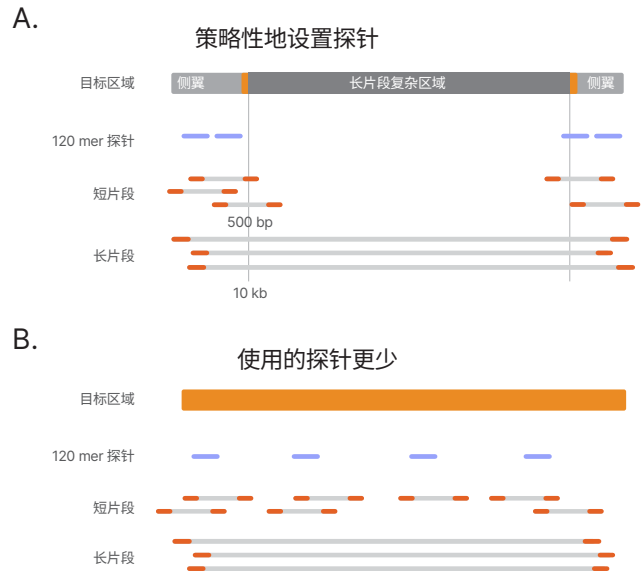 A.
策略性地设置探针
目标区域
侧翼
长片段复杂区域
侧翼
120 mer 探针
短片段
500 bp
长片段
10 kb
B.
使用的探针更少
目标区域
120 mer 探针
短片段
长片段